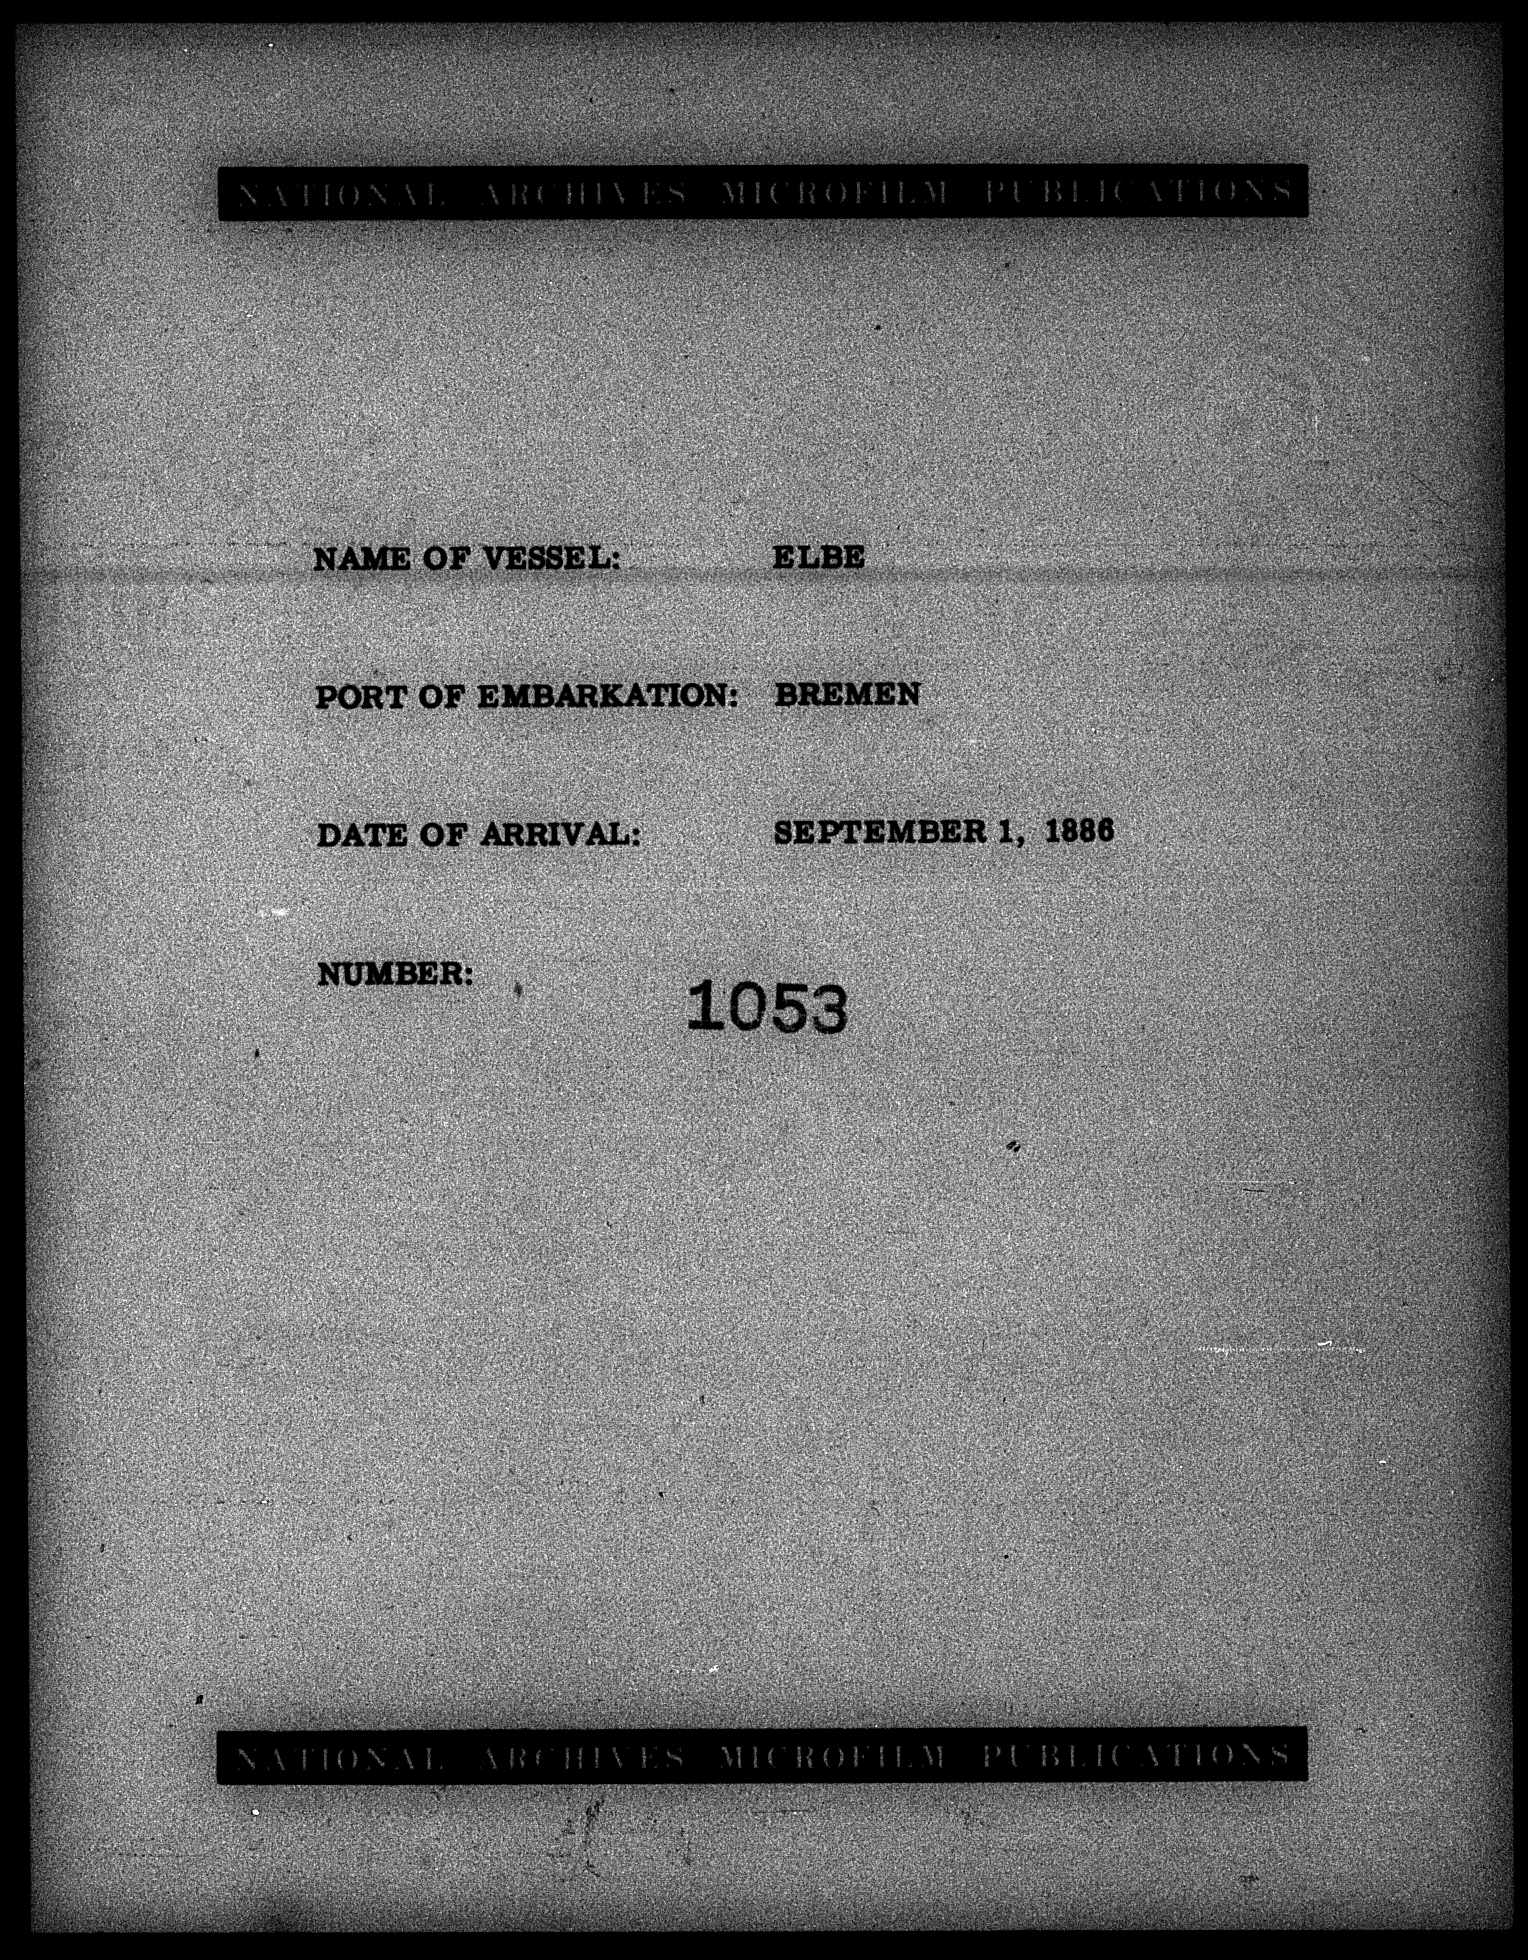 NATIONAL ARCHIVES MICROFILM PUBLICATIONS
NAME OF VESSEL: ELBE
PORT OF EMBARKATION: BREMEN
DATE OF ARRIVAL: SEPTEMBER 1, 1886
NUMBER: 1053
NATIONAL ARCHIVES MICROFILM PUBLICATIONS